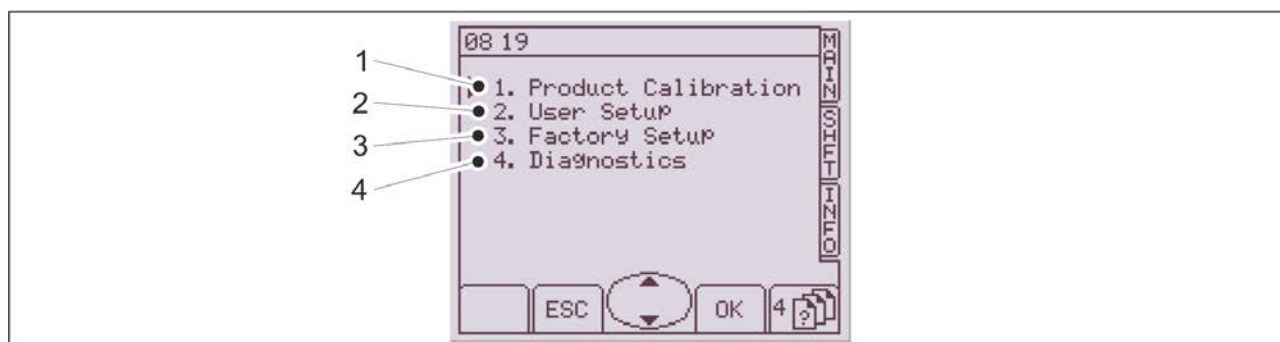 08 19
1. Product Calibration
2. User Setup
3. Factory Setup
4. Diagnostics
1
2
3
4
MAIN
SHFT
INFO
ESC
OK
4
?